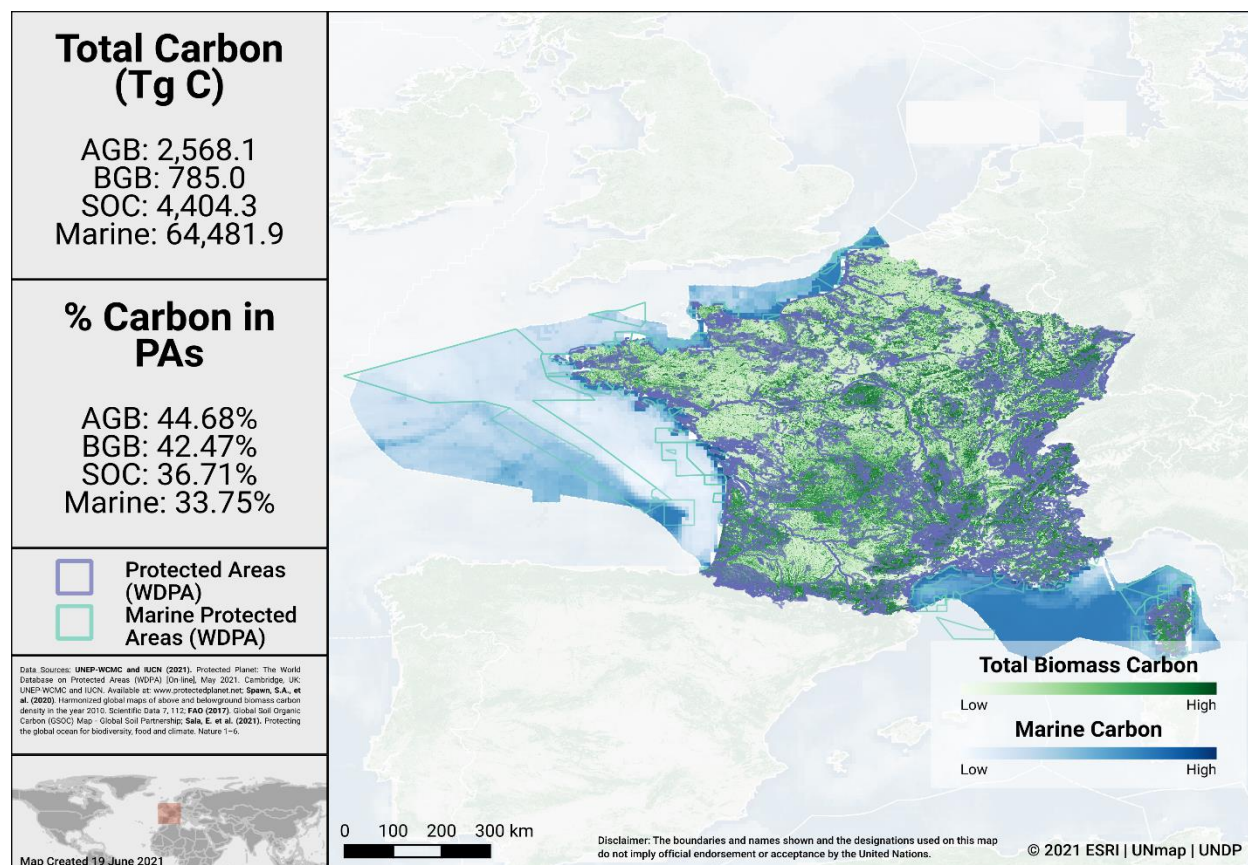 Total Carbon
(Tg C)
AGB: 2,568.1
BGB: 785.0
SOC: 4,404.3
Marine: 64,481.9
% Carbon in
PAs
AGB: 44.68%
BGB: 42.47%
SOC: 36.71%
Marine: 33.75%
Protected Areas
(WDPA)
Marine Protected
Areas (WDPA)
Data Sources: UNEP-WCMC and IUCN (2021). Protected Planet: The World
Database on Protected Areas (WDPA) [On-line], May 2021. Cambridge, UK:
UNEP-WCMC and IUCN. Available at: www.protectedplanet.net; Spawn, S.A., et
al. (2020). Harmonized global maps of above and belowground biomass carbon
density in the year 2010. Scientific Data 7, 112; FAO (2017). Global Soil Organic
Carbon (GSOC) Map - Global Soil Partnership; Sala, E. et al. (2021). Protecting
the global ocean for biodiversity, food and climate. Nature 1–6.
Map Created 19 June 2021
Total Biomass Carbon
Low High
Marine Carbon
Low High
0 100 200 300 km
Disclaimer: The boundaries and names shown and the designations used on this map
do not imply official endorsement or acceptance by the United Nations.
© 2021 ESRI | UNmap | UNDP